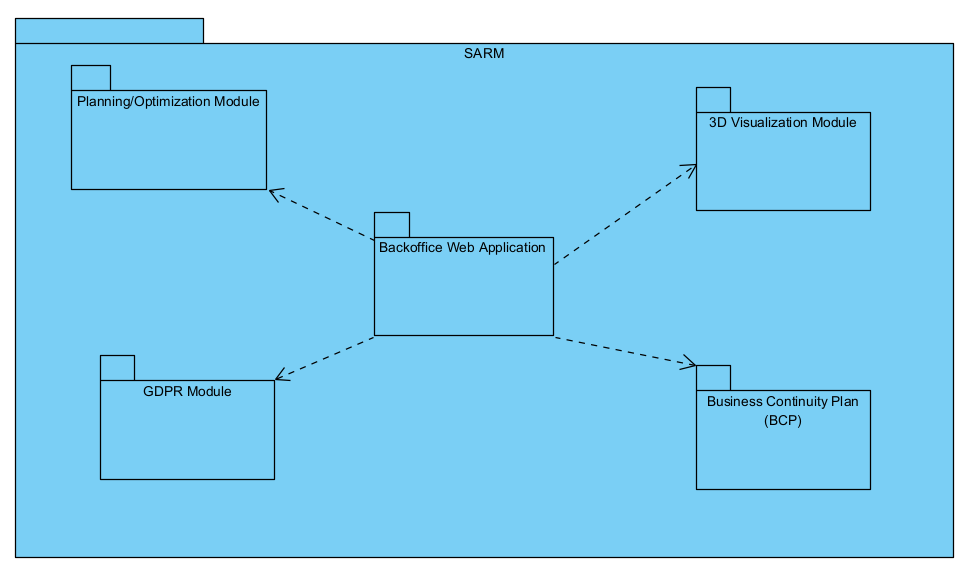 SARM
Planning/Optimization Module
3D Visualization Module
Backoffice Web Application
GDPR Module
Business Continuity Plan
(BCP)